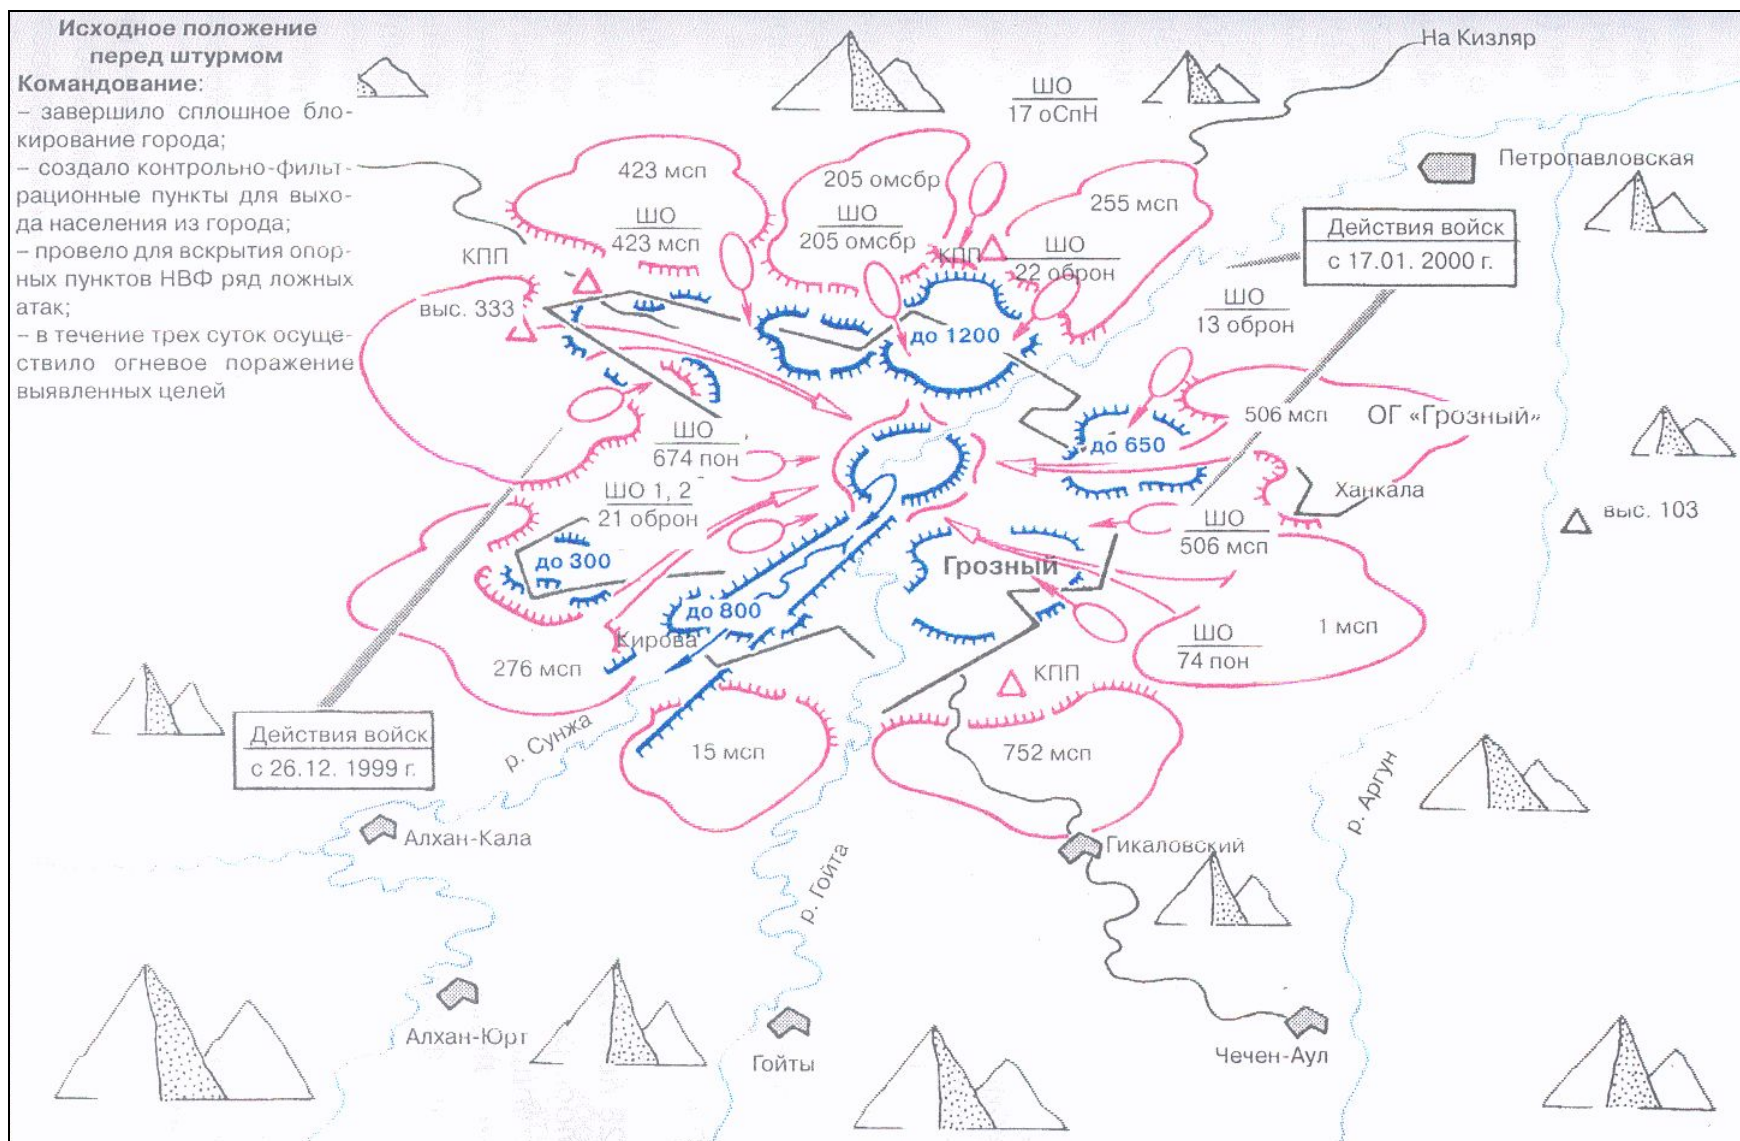 Исходное положение
перед штурмом
Командование:
– завершило сплошное бло-
кирование города;
– создало контрольно-фильт-
рационные пункты для выхо-
да населения из города;
– провело для вскрытия опор-
ных пунктов НВФ ряд ложных
атак;
– в течение трех суток осуще-
ствило огневое поражение
выявленных целей
На Кизляр
ШО
17 оСпН
Петропавловская
423 мсп
205 омсбр
255 мсп
ШО
423 мсп
ШО
205 омсбр
КПП
ШО
22 оброн
Действия войск
с 17.01. 2000 г.
КПП
выс. 333
ШО
13 оброн
до 1200
506 мсп
ОГ «Грозный»
до 650
ШО
674 пон
ШО 1, 2
21 оброн
Ханкала
выс. 103
ШО
506 мсп
до 300
Грозный
до 800
Кирова
276 мсп
ШО
74 пон
1 мсп
КПП
Действия войск
с 26.12. 1999 г.
р. Сунжа
15 мсп
752 мсп
р. Аргун
Алхан-Кала
Гикаловский
р. Гойта
Алхан-Юрт
Гойты
Чечен-Аул